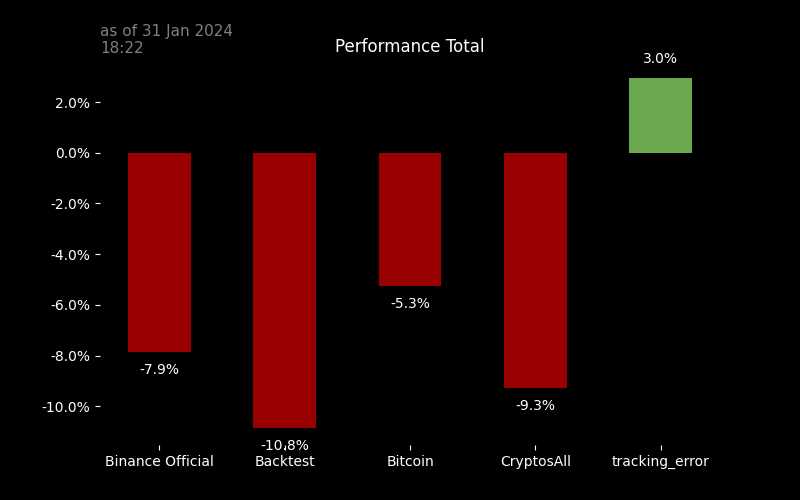 as of 31 Jan 2024
18:22
Performance Total
3.0%
2.0%
0.0%
-2.0%
-4.0%
-6.0%
-8.0%
-10.0%
-7.9%
-10.8%
-5.3%
-9.3%
Binance Official
Backtest
Bitcoin
CryptosAll
tracking_error